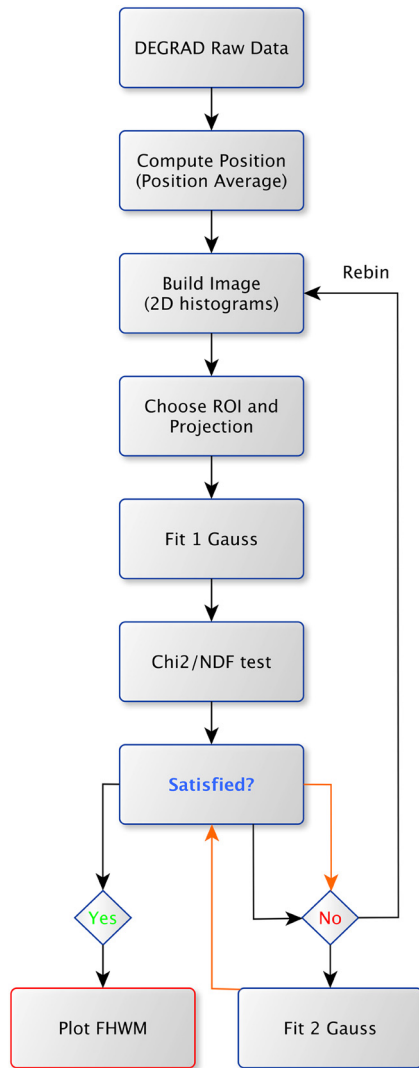 DEGRAD Raw Data
Compute Position
(Position Average)
Build Image
(2D histograms)
Rebin
Choose ROI and
Projection
Fit 1 Gauss
Chi2/NDF test
Satisfied?
Yes
No
Plot FHWM
Fit 2 Gauss